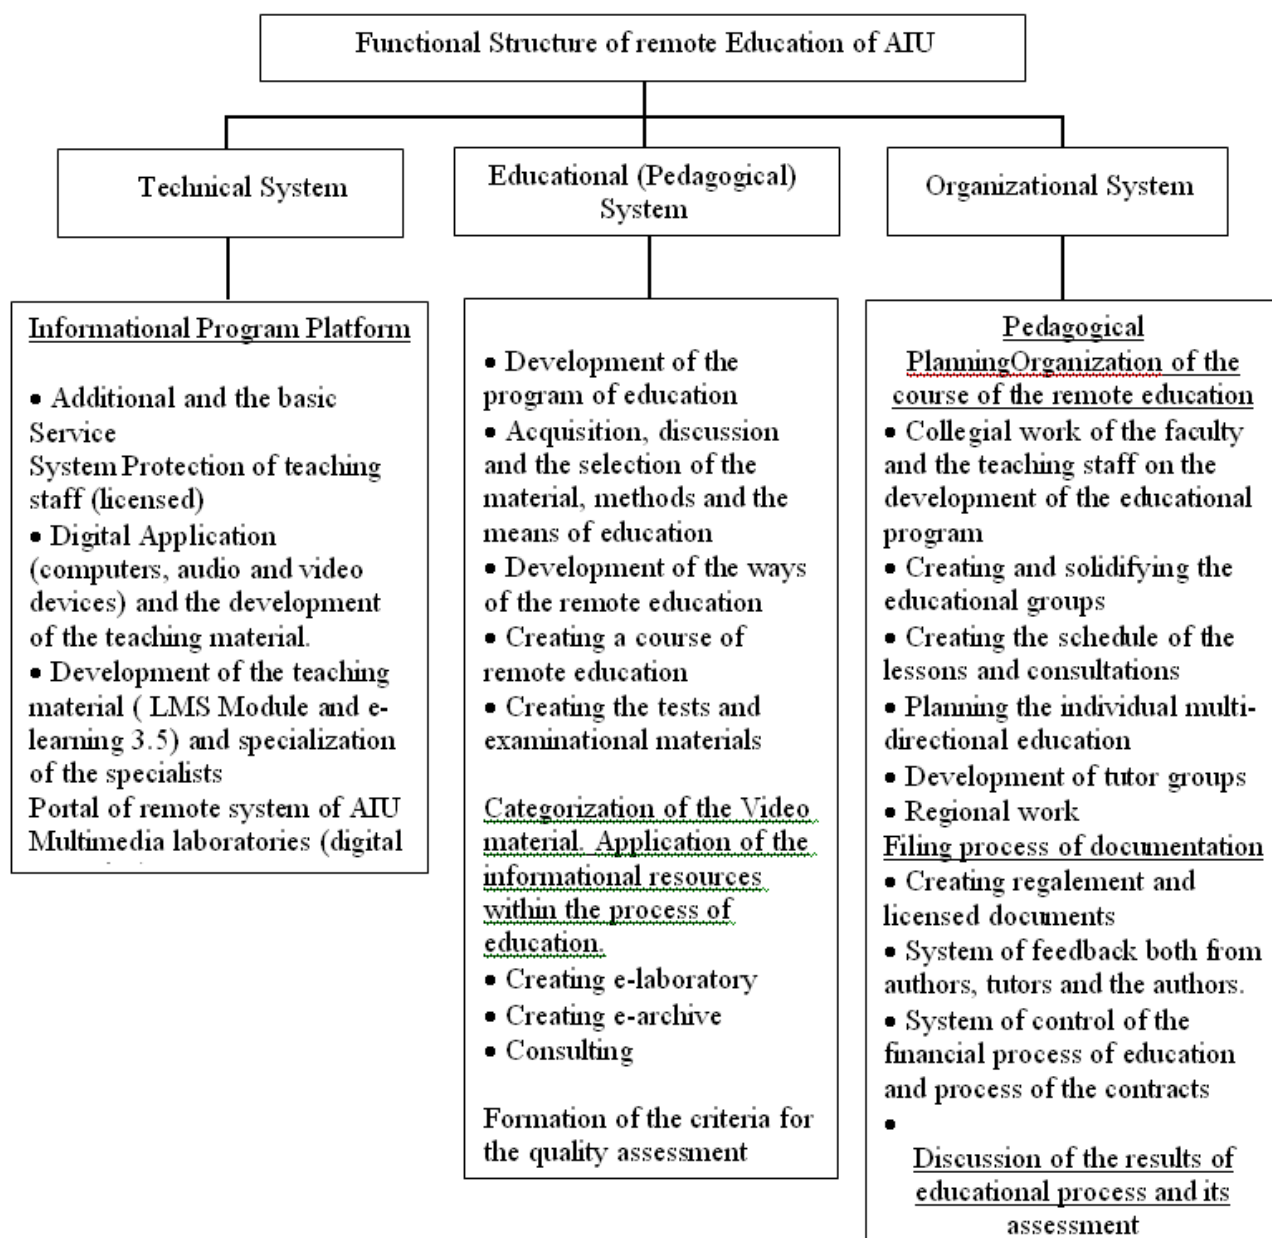 Functional Structure of remote Education of AIU
Technical System
Educational (Pedagogical)
System
Organizational System
Informational Program Platform
• Additional and the basic
Service
System Protection of teaching
staff (licensed)
• Digital Application
(computers, audio and video
devices) and the development
of the teaching material.
• Development of the teaching
material ( LMS Module and e-
learning 3.5) and specialization
of the specialists
Portal of remote system of AIU
Multimedia laboratories (digital
• Development of the
program of education
• Acquisition, discussion
and the selection of the
material, methods and the
means of education
• Development of the ways
of the remote education
• Creating a course of
remote education
• Creating the tests and
examinational materials
Categorization of the Video
material. Application of the
informational resources
within the process of
education.
• Creating e-laboratory
• Creating e-archive
• Consulting
Formation of the criteria for
the quality assessment
Pedagogical
PlanningOrganization of the
course of the remote education
• Collegial work of the faculty
and the teaching staff on the
development of the educational
program
• Creating and solidifying the
educational groups
• Creating the schedule of the
lessons and consultations
• Planning the individual multi-
directional education
• Development of tutor groups
• Regional work
Filing process of documentation
• Creating regalement and
licensed documents
• System of feedback both from
authors, tutors and the authors.
• System of control of the
financial process of education
and process of the contracts
•
Discussion of the results of
educational process and its
assessment